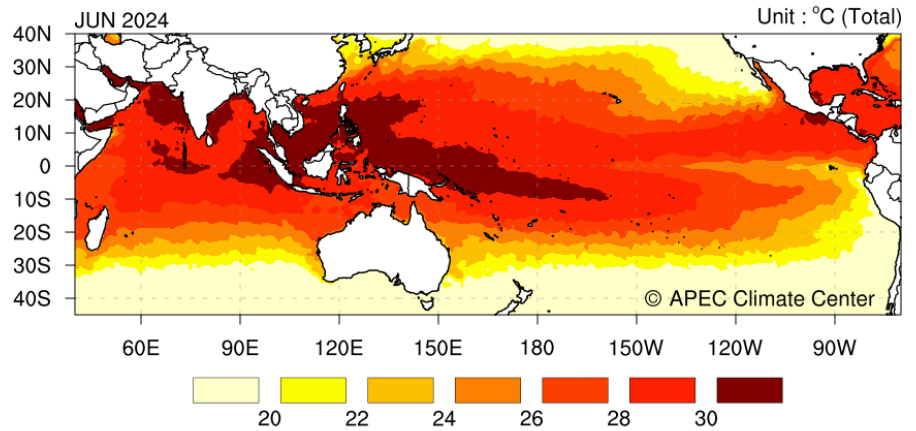 JUN 2024
Unit : °C (Total)
40N
30N
20N
10N
0
10S
20S
30S
40S
© APEC Climate Center
60E 90E 120E 150E 180 150W 120W 90W
20 22 24 26 28 30